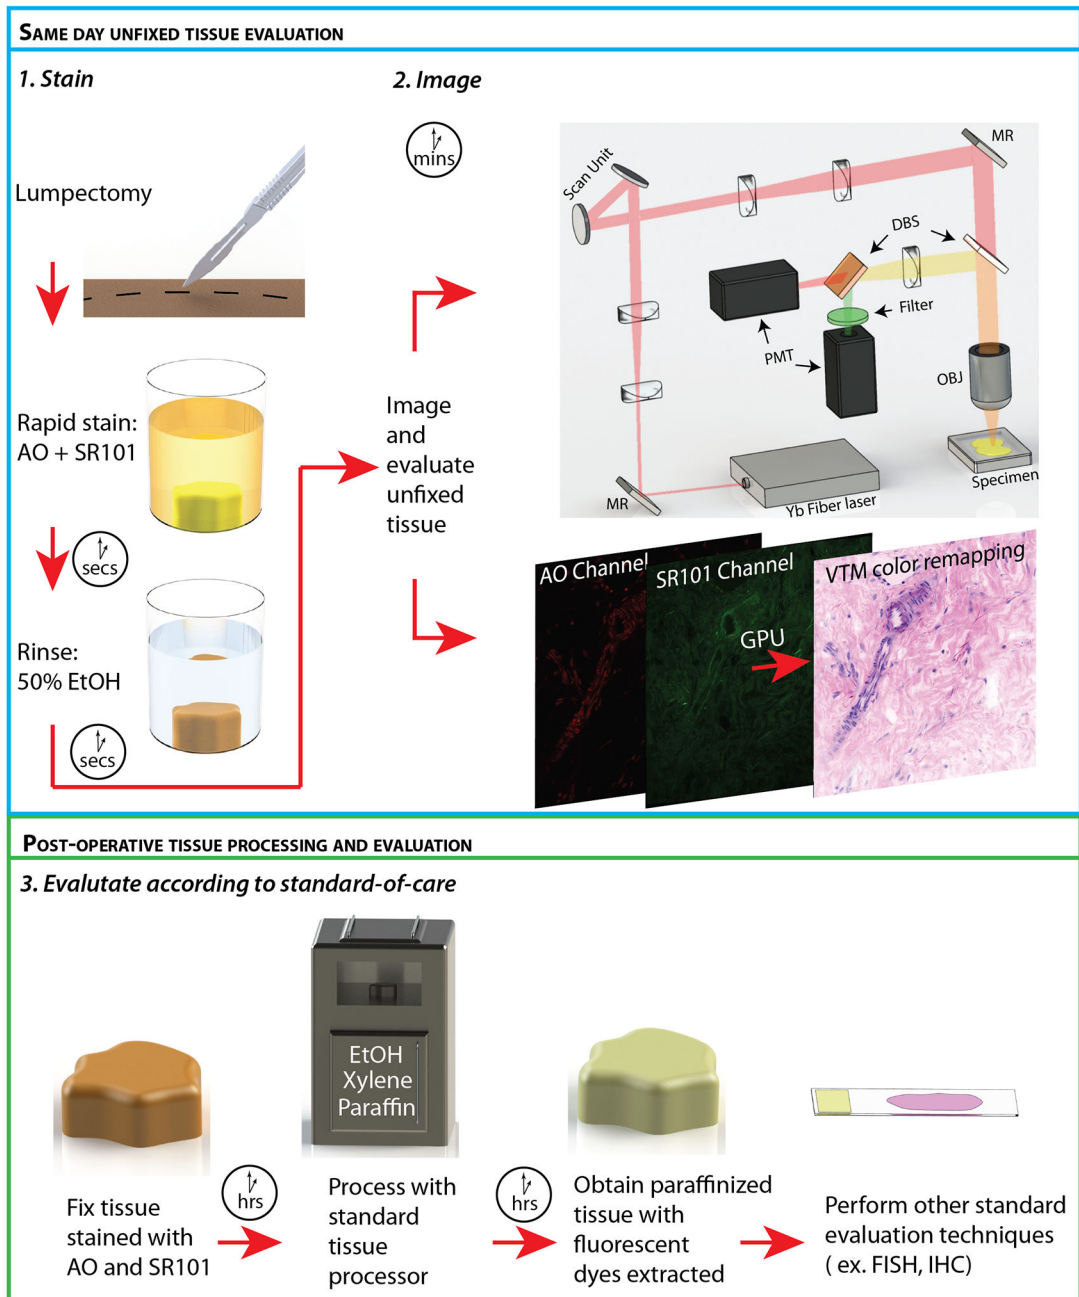 SAME DAY UNFIXED TISSUE EVALUATION
1. Stain
Lumpectomy
Rapid stain:
AO + SR101
secs
Rinse:
50% EtOH
secs
2. Image
mins
Image
and
evaluate
unfixed
tissue
Scan Unit
MR
DBS
Filter
PMT
OBJ
Specimen
MR
Yb Fiber laser
AO Channel
SR101 Channel
VTM color remapping
GPU
POST-OPERATIVE TISSUE PROCESSING AND EVALUATION
3. Evalutate according to standard-of-care
Fix tissue
stained with
AO and SR101
hrs
EtOH
Xylene
Paraffin
Process with
standard
tissue
processor
hrs
Obtain paraffinized
tissue with
fluorescent
dyes extracted
Perform other standard
evaluation techniques
( ex. FISH, IHC)